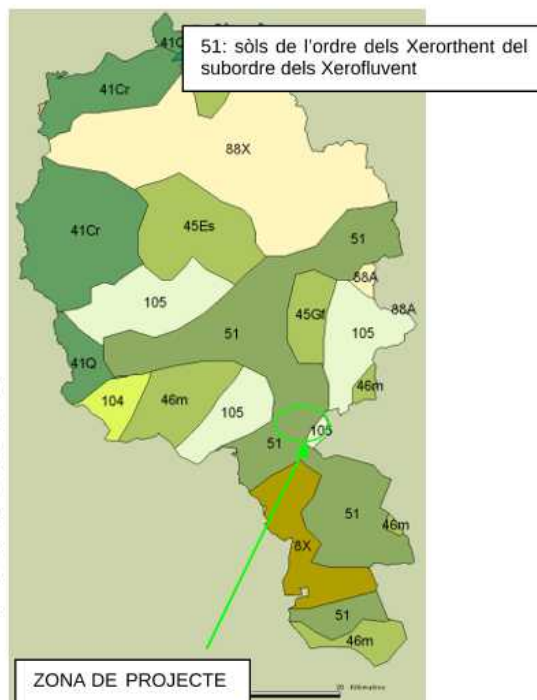 41Q
51: sòls de l'ordre dels Xerorthent del
subordre dels Xerofluvent
41Cr
88X
41Cr
45Es
51
88A
105
45Gf
88A
105
51
41Q
46m
104
46m
105
105
51
51
46m
8X
51
46m
ZONA DE PROJECTE